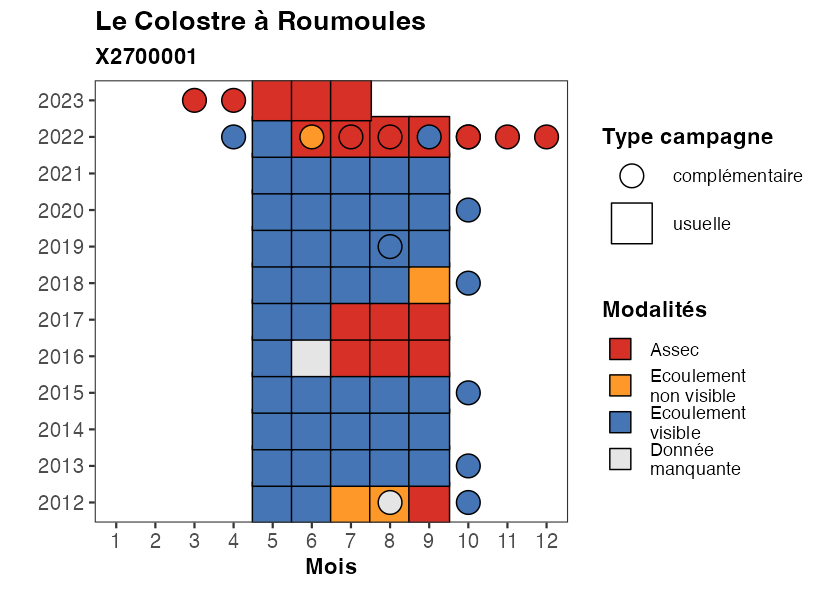 Le Colostre à Roumoules
X2700001
2023
2022
2021
2020
2019
2018
2017
2016
2015
2014
2013
2012
1 2 3 4 5 6 7 8 9 10 11 12
Mois
Type campagne
complémentaire
usuelle
Modalités
Assec
Ecoulement
non visible
Ecoulement
visible
Donnée
manquante